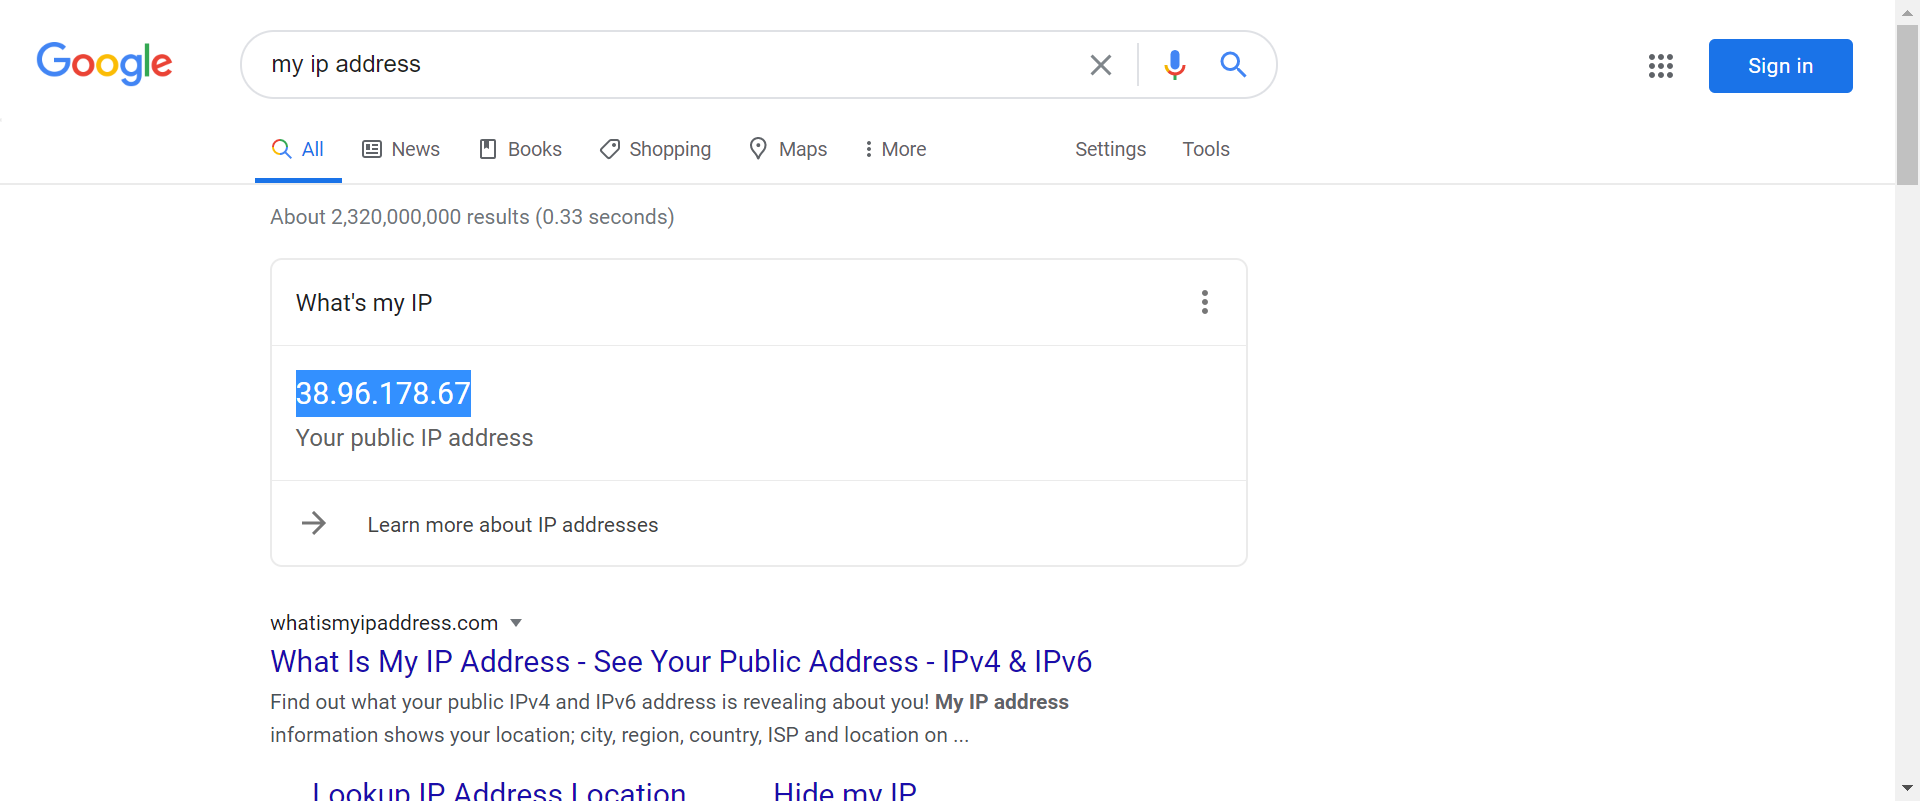 Google
my ip address
Sign in
All News Books Shopping Maps More Settings Tools
About 2,320,000,000 results (0.33 seconds)
What's my IP
38.96.178.67
Your public IP address
Learn more about IP addresses
whatismyipaddress.com
What Is My IP Address - See Your Public Address - IPv4 & IPv6
Find out what your public IPv4 and IPv6 address is revealing about you! My IP address
information shows your location; city, region, country, ISP and location on ...
Lookup IP Address Location Hide my IP